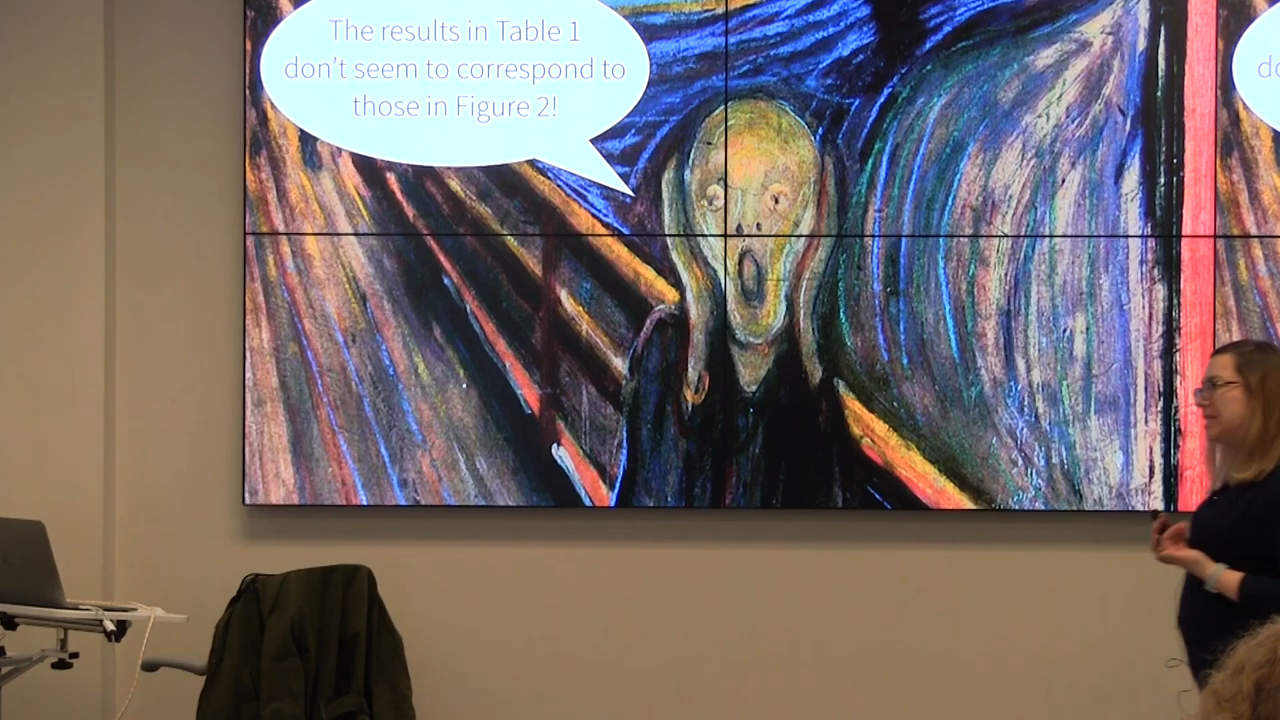 The results in Table 1
don't seem to correspond to
those in Figure 2!